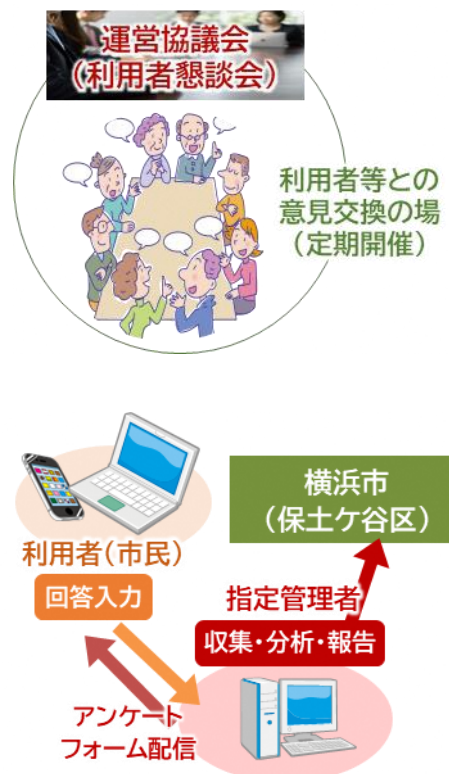 運営協議会
（利用者懇談会）
利用者等との
意見交換の場
（定期開催）
横浜市
（保土ケ谷区）
利用者（市民）
回答入力
指定管理者
収集・分析・報告
アンケート
フォーム配信